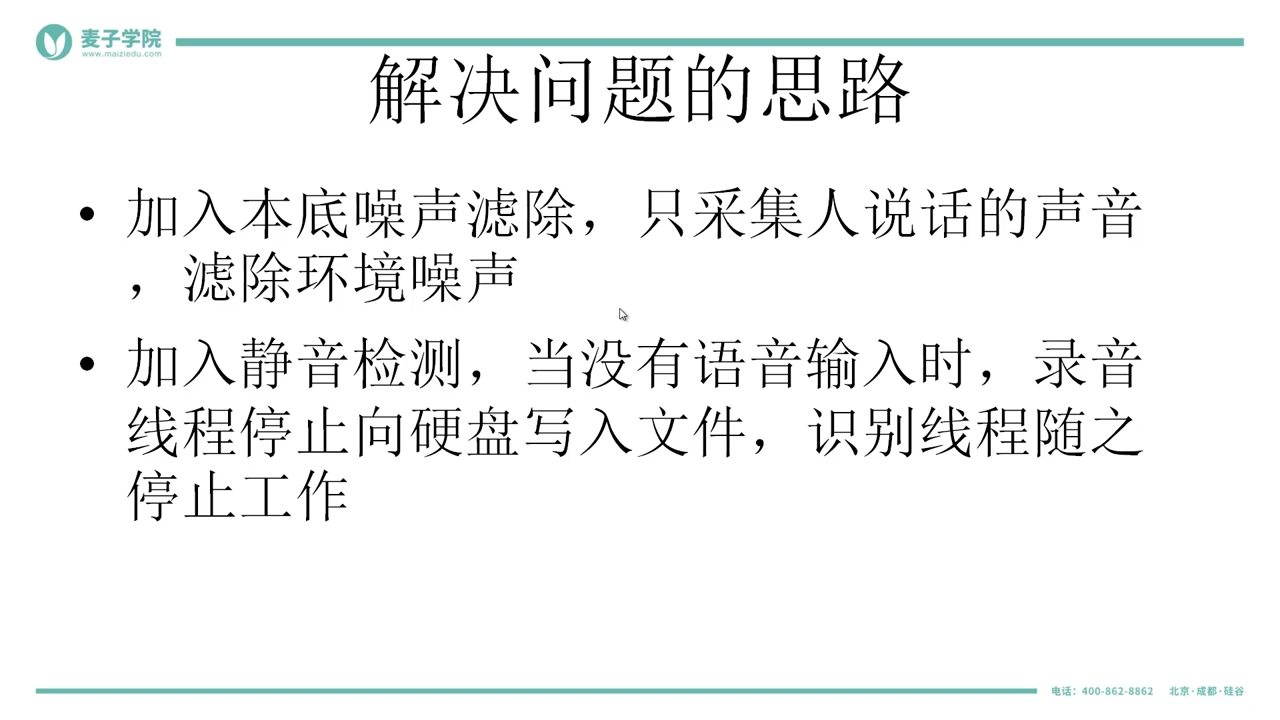 麦子学院
www.maiziedu.com
解决问题的思路
• 加入本底噪声滤除，只采集人说话的声音
，滤除环境噪声
• 加入静音检测，当没有语音输入时，录音
线程停止向硬盘写入文件，识别线程随之
停止工作
电话：400-862-8862 北京·成都·硅谷